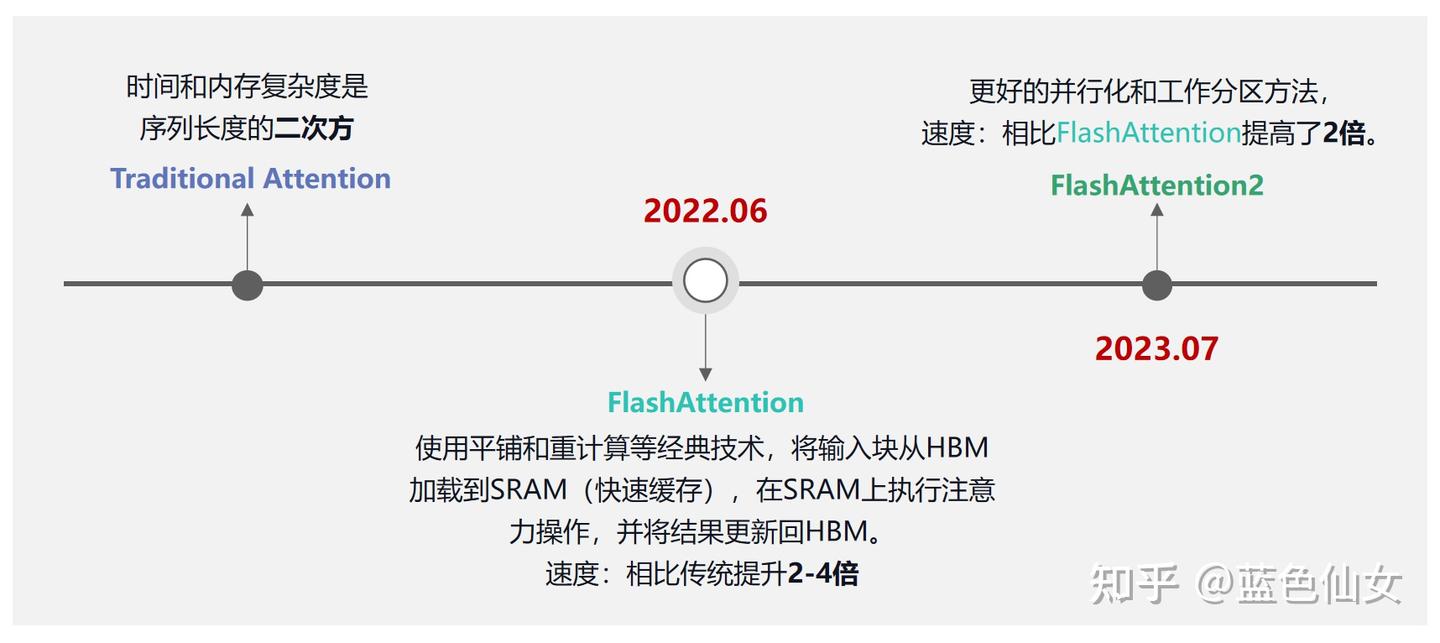 时间和内存复杂度是
序列长度的二次方
Traditional Attention
2022.06
FlashAttention
使用平铺和重计算等经典技术，将输入块从HBM
加载到SRAM（快速缓存），在SRAM上执行注意
力操作，并将结果更新回HBM。
速度：相比传统提升2-4倍
更好的并行化和工作分区方法，
速度：相比FlashAttention提高了2倍。
FlashAttention2
2023.07
知乎 @蓝色仙女